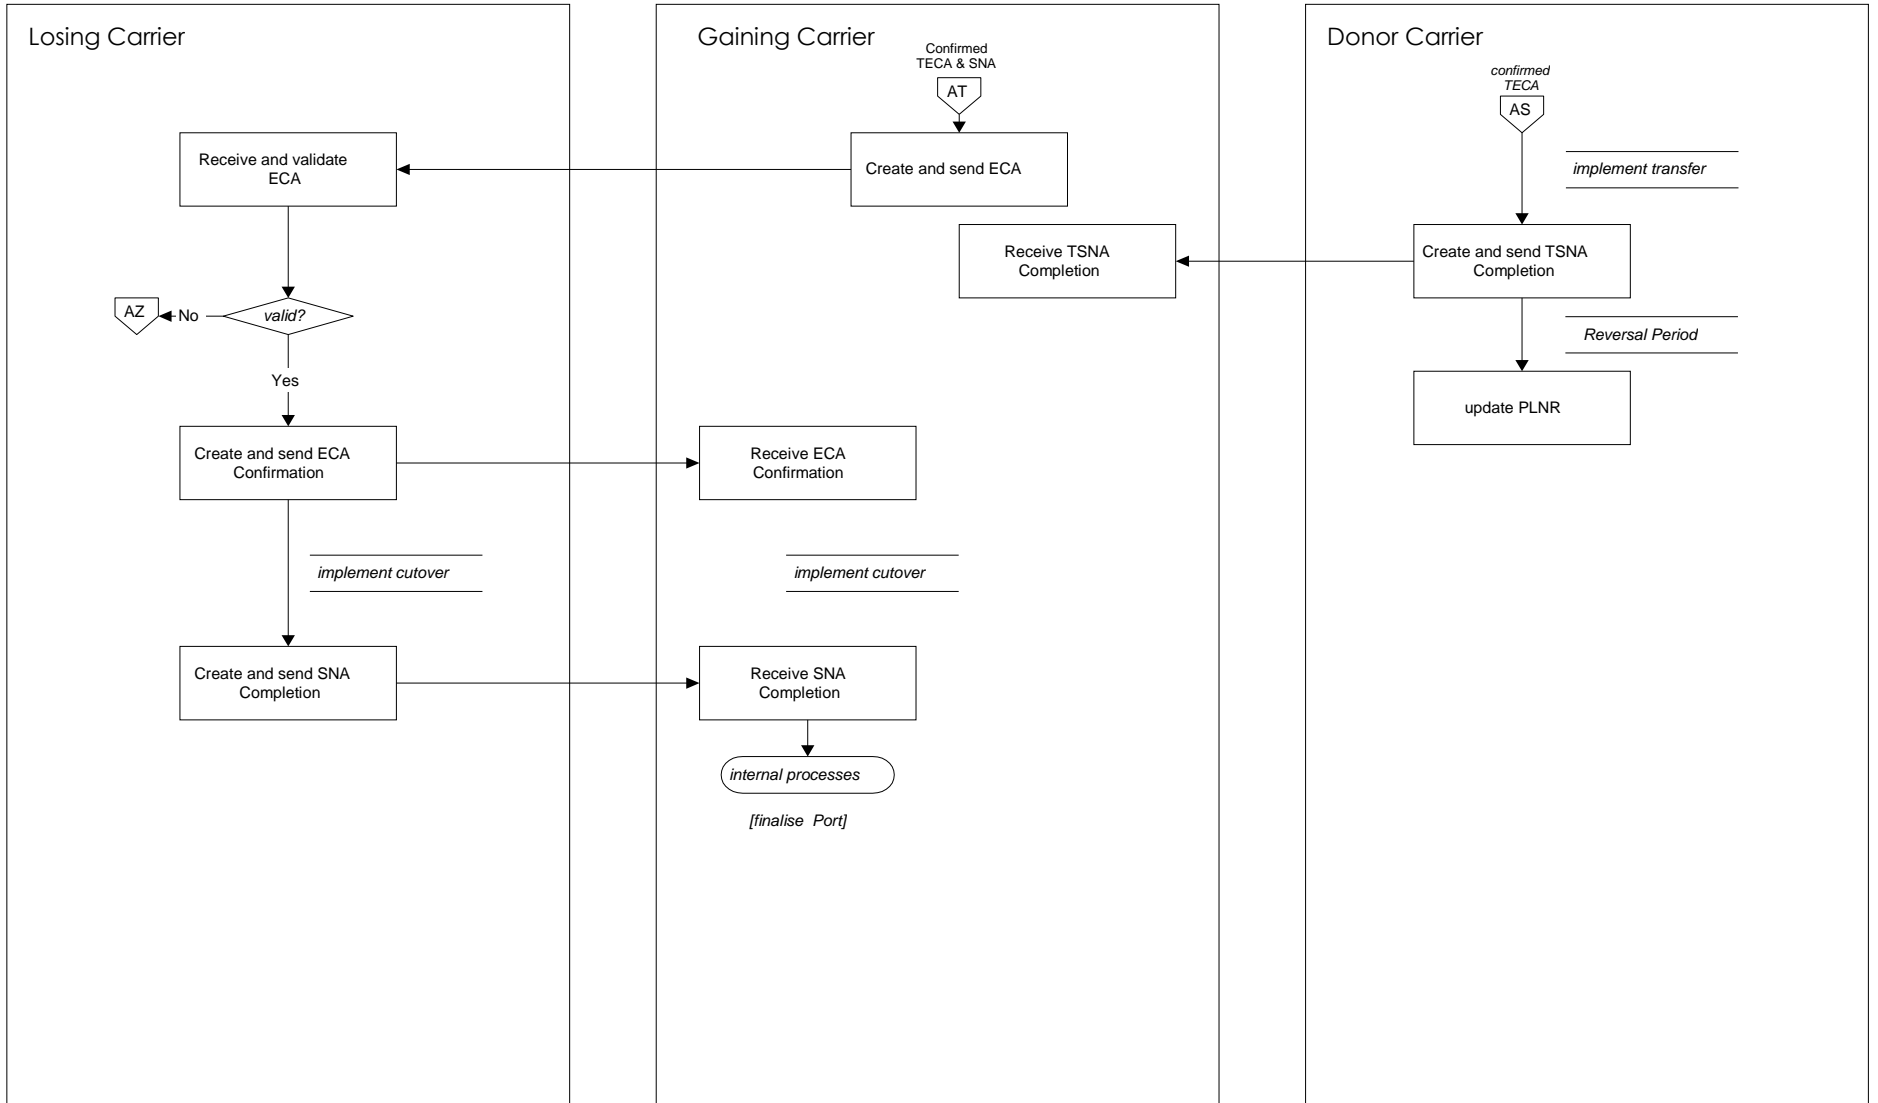 Losing Carrier
Receive and validate
ECA
valid?
No
AZ
Yes
Create and send ECA
Confirmation
implement cutover
Create and send SNA
Completion
Gaining Carrier
Confirmed
TECA & SNA
AT
Create and send ECA
Receive TSNA
Completion
Receive ECA
Confirmation
implement cutover
Receive SNA
Completion
internal processes
[finalise Port]
Donor Carrier
confirmed
TECA
AS
implement transfer
Create and send TSNA
Completion
Reversal Period
update PLNR